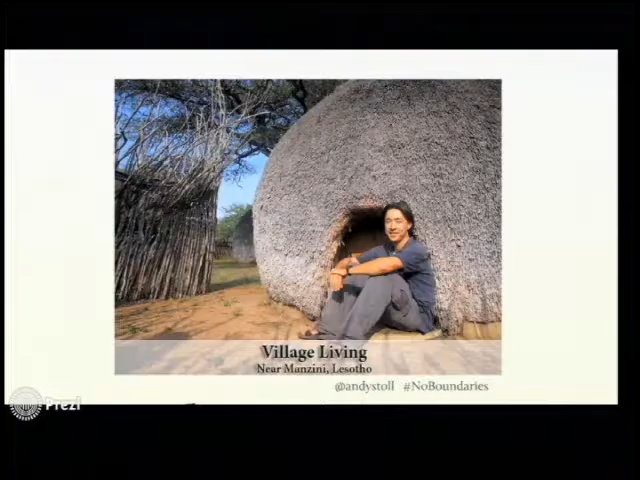 Village Living
Near Manzini, Lesotho
@andystoll #NoBoundaries
Prezi